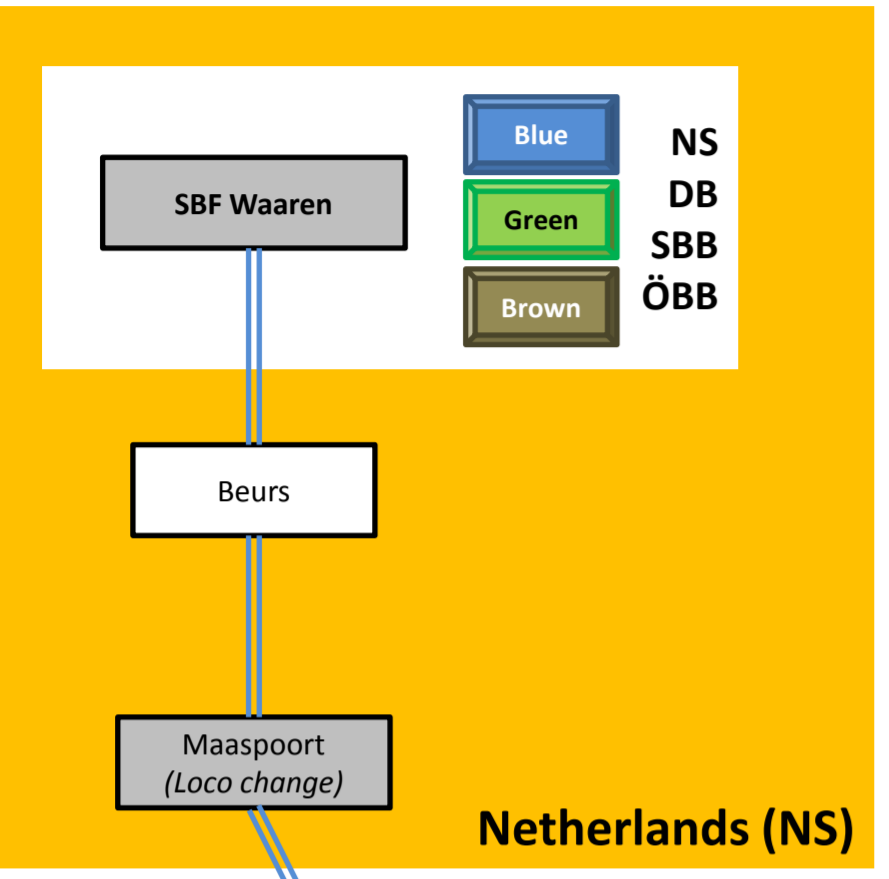 SBF Waaren
Blue
Green
Brown
NS
DB
SBB
ÖBB
Beurs
Maaspoort
(Loco change)
Netherlands (NS)